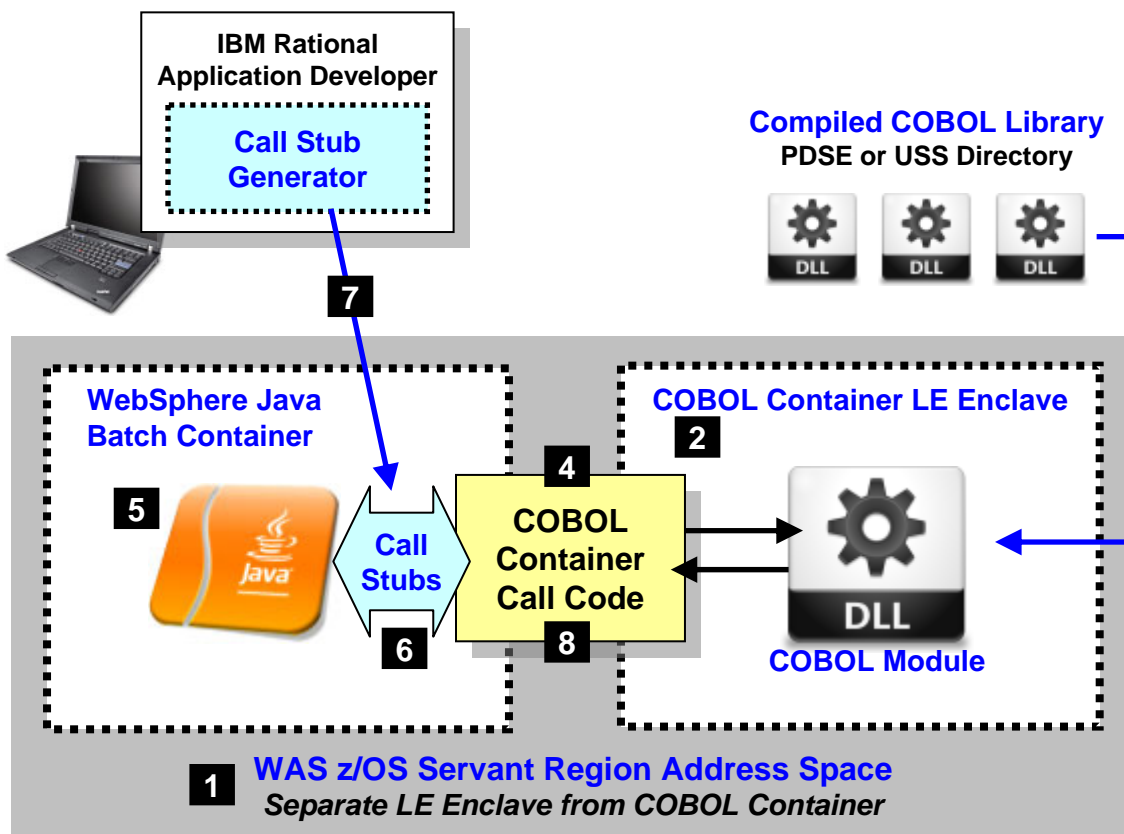 IBM Rational
Application Developer
Call Stub
Generator
Compiled COBOL Library
PDSE or USS Directory
DLL
DLL
DLL
7
WebSphere Java
Batch Container
COBOL Container LE Enclave
2
4
5
Java
Call
Stubs
COBOL
Container
Call Code
6
8
DLL
COBOL Module
1
WAS z/OS Servant Region Address Space
Separate LE Enclave from COBOL Container